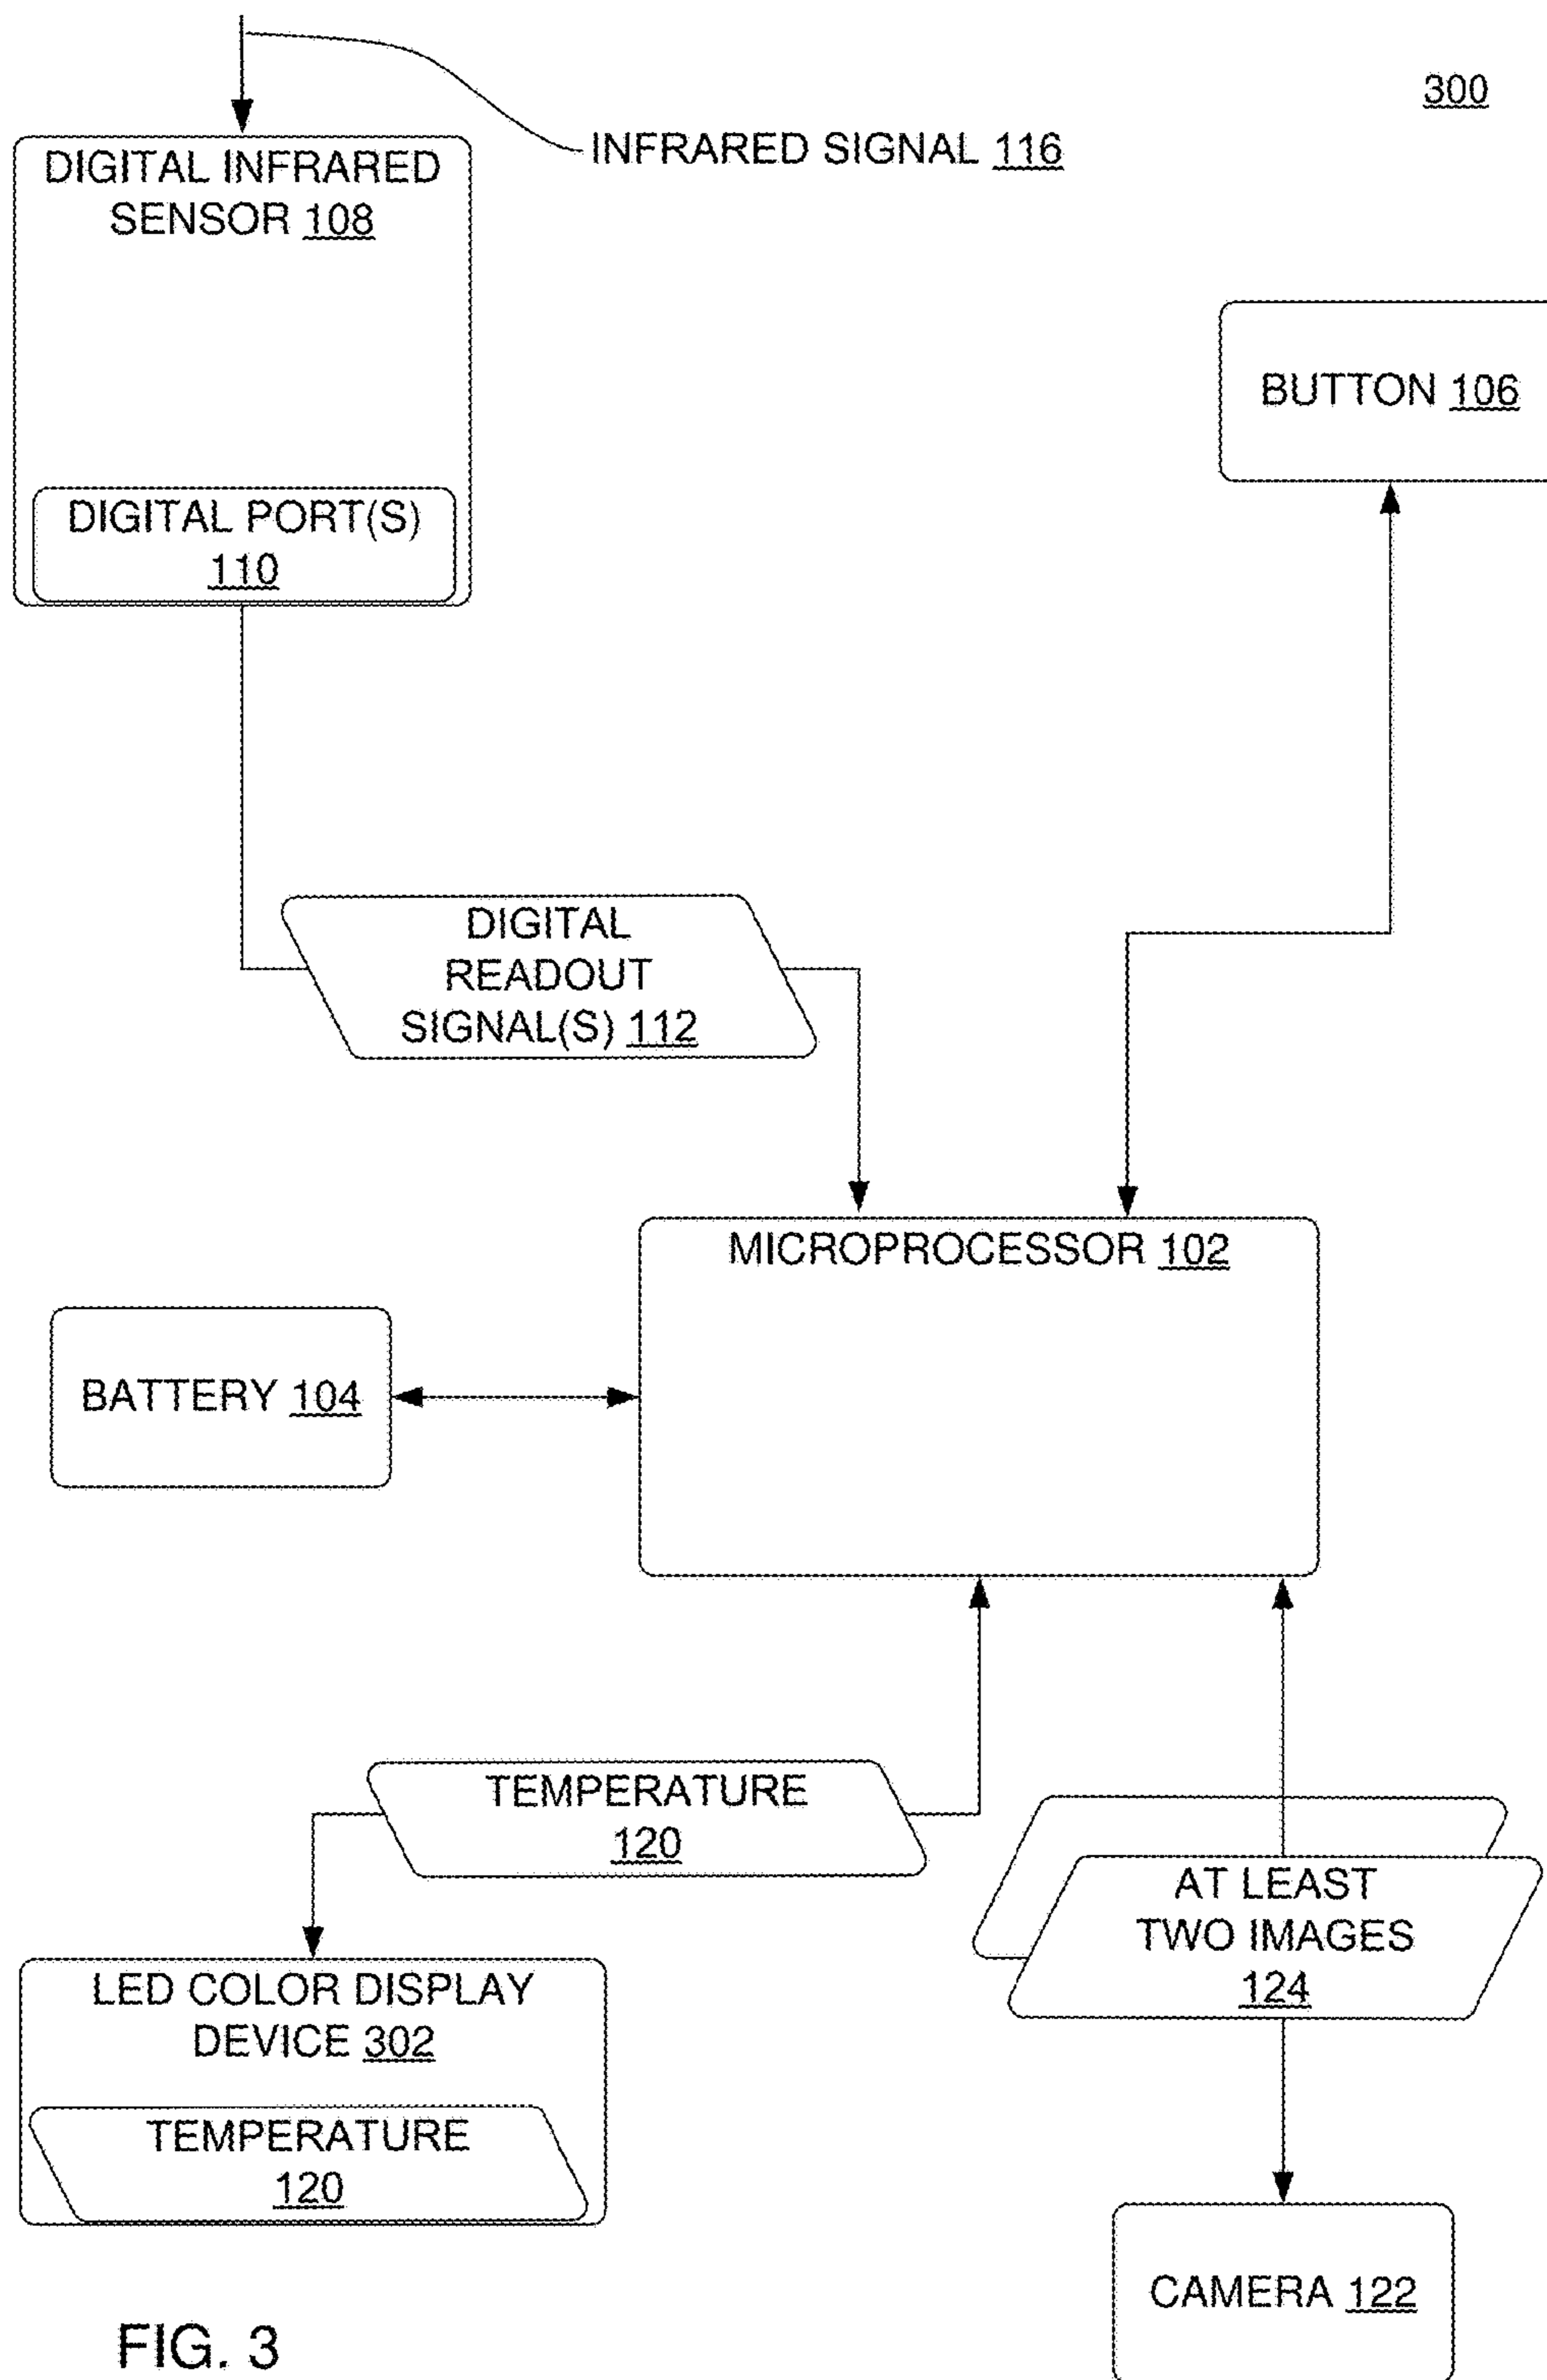 300
INFRARED SIGNAL 116
DIGITAL INFRARED
SENSOR 108
DIGITAL PORT(S)
110
BUTTON 106
DIGITAL
READOUT
SIGNAL(S) 112
MICROPROCESSOR 102
BATTERY 104
TEMPERATURE
120
AT LEAST
TWO IMAGES
124
LED COLOR DISPLAY
DEVICE 302
TEMPERATURE
120
CAMERA 122
FIG. 3